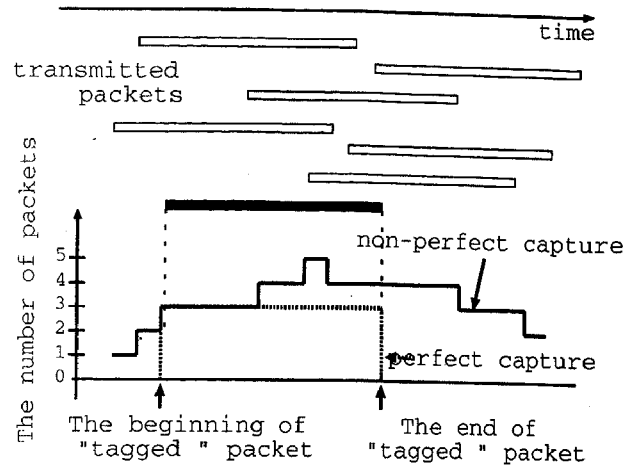 time
transmitted
packets
The number of packets
non-perfect capture
5
4
3
2
1
0
perfect capture
The beginning of
"tagged " packet
The end of
"tagged " packet